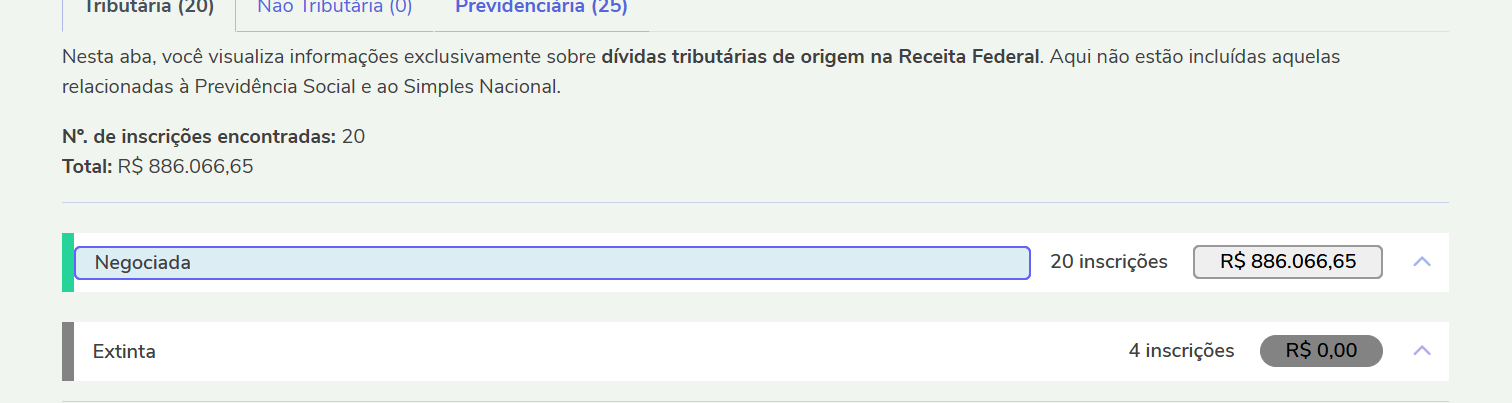 Tributária (20) Não Tributária (0) Previdenciária (25)
Nesta aba, você visualiza informações exclusivamente sobre dívidas tributárias de origem na Receita Federal. Aqui não estão incluídas aquelas
relacionadas à Previdência Social e ao Simples Nacional.
Nº. de inscrições encontradas: 20
Total: R$ 886.066,65
Negociada 20 inscrições R$ 886.066,65
Extinta 4 inscrições R$ 0,00